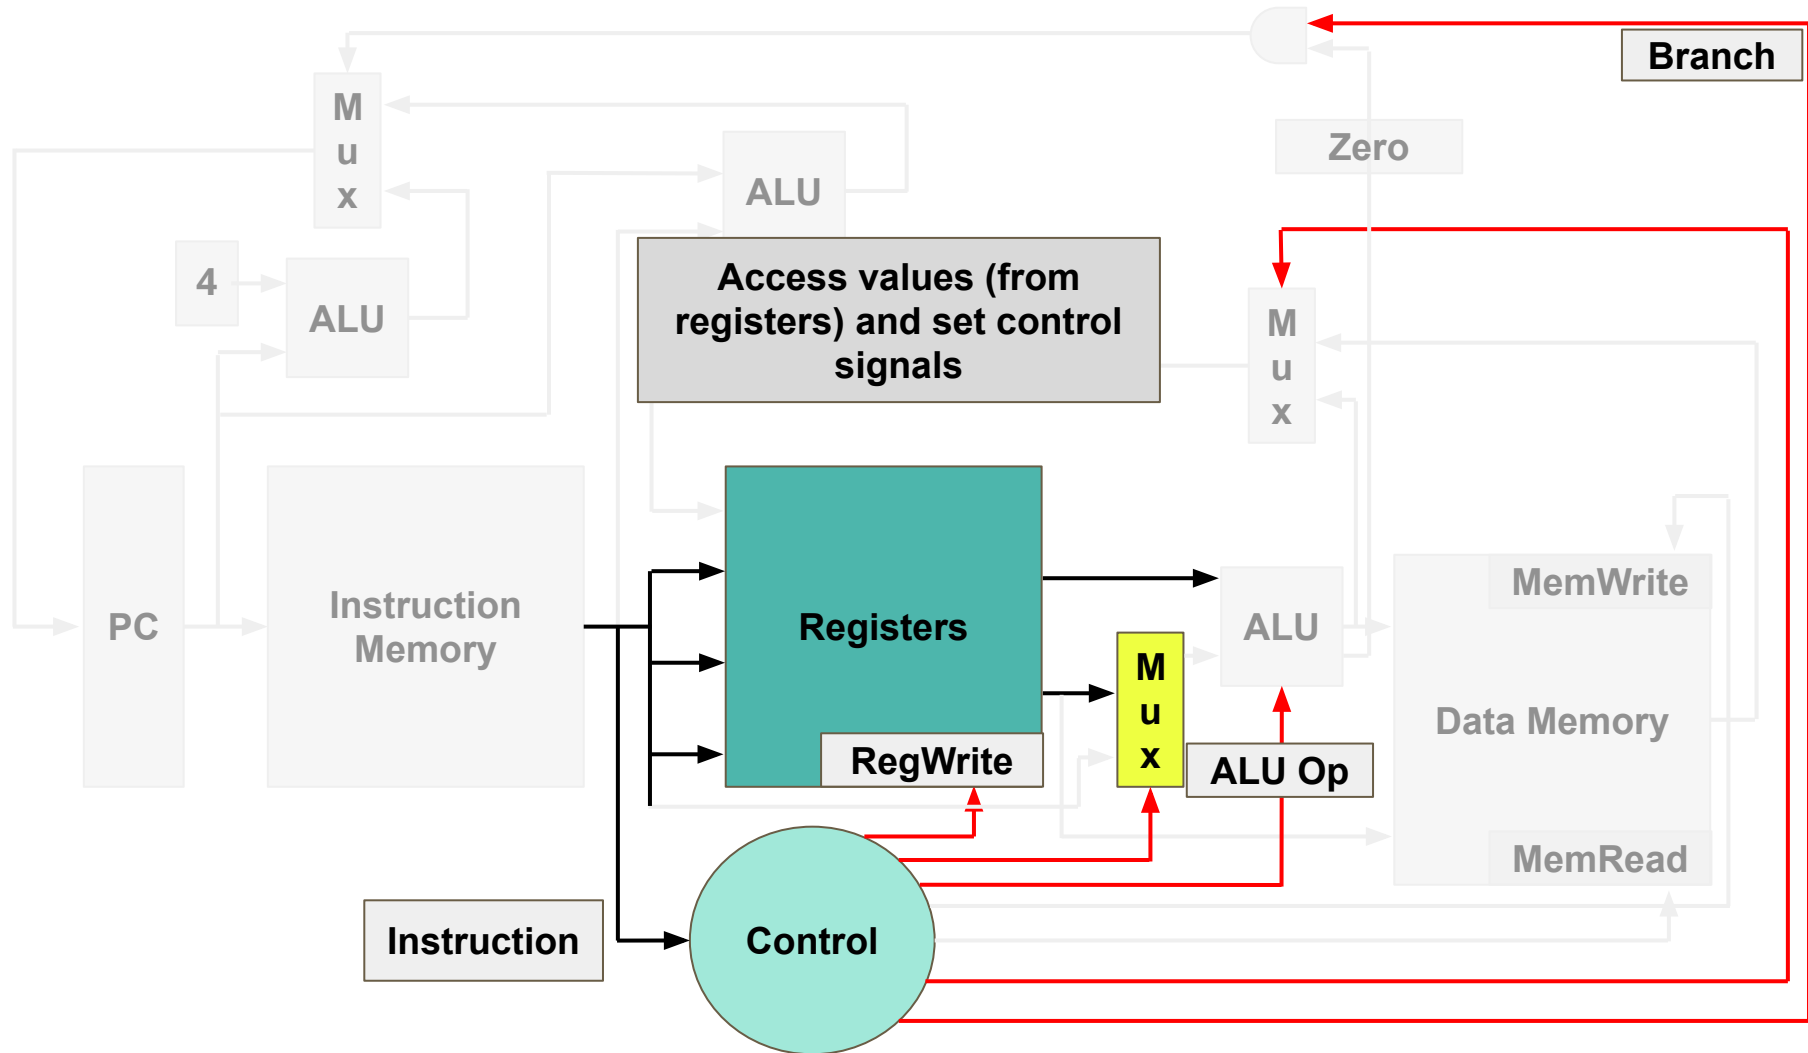 Branch
M
u
x
Zero
ALU
4
ALU
Access values (from
registers) and set control
signals
M
u
x
PC
Instruction
Memory
Registers
RegWrite
M
u
x
ALU
ALU Op
MemWrite
Data Memory
MemRead
Instruction
Control